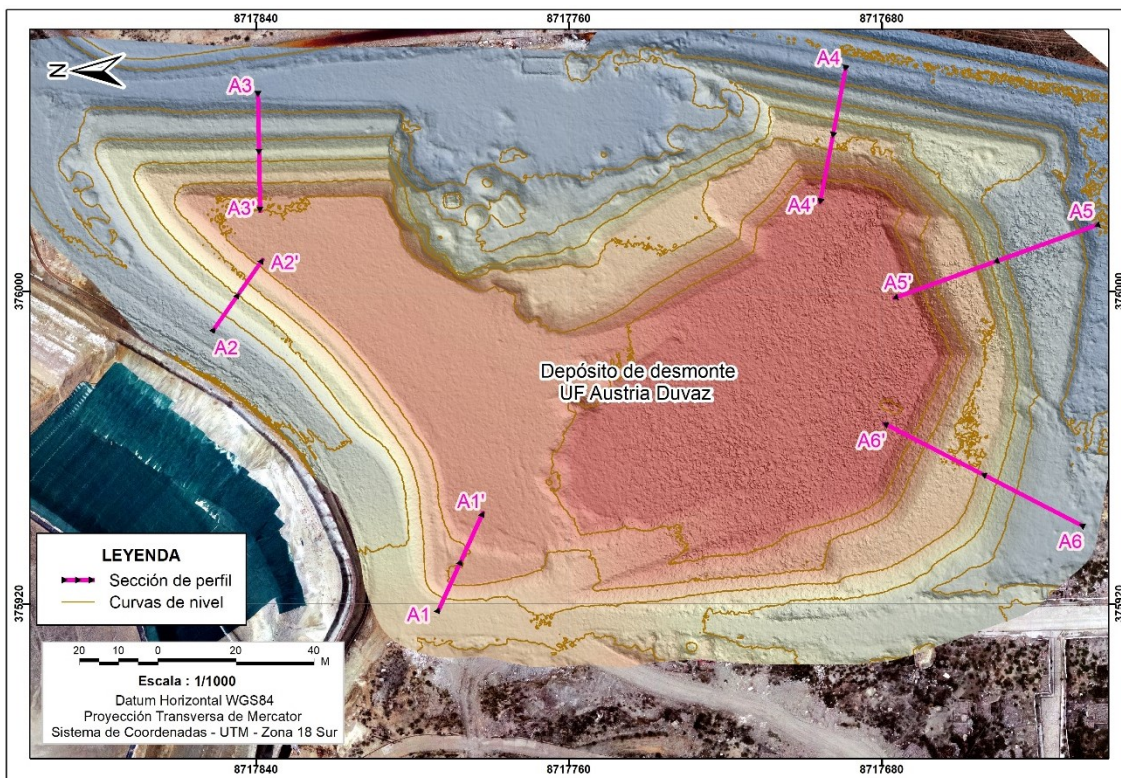 8717840 8717760 8717680
N
A3 A4
A3' A4'
A5
A2' A5'
376000 376000
A2
Depósito de desmonte
UF Austria Duvaz
A6'
A1'
A6
LEYENDA
Sección de perfil
Curvas de nivel
375920 375920
A1
20 10 0 20 40
M
Escala : 1/1000
Datum Horizontal WGS84
Proyección Transversa de Mercator
Sistema de Coordenadas - UTM - Zona 18 Sur
8717840 8717760 8717680